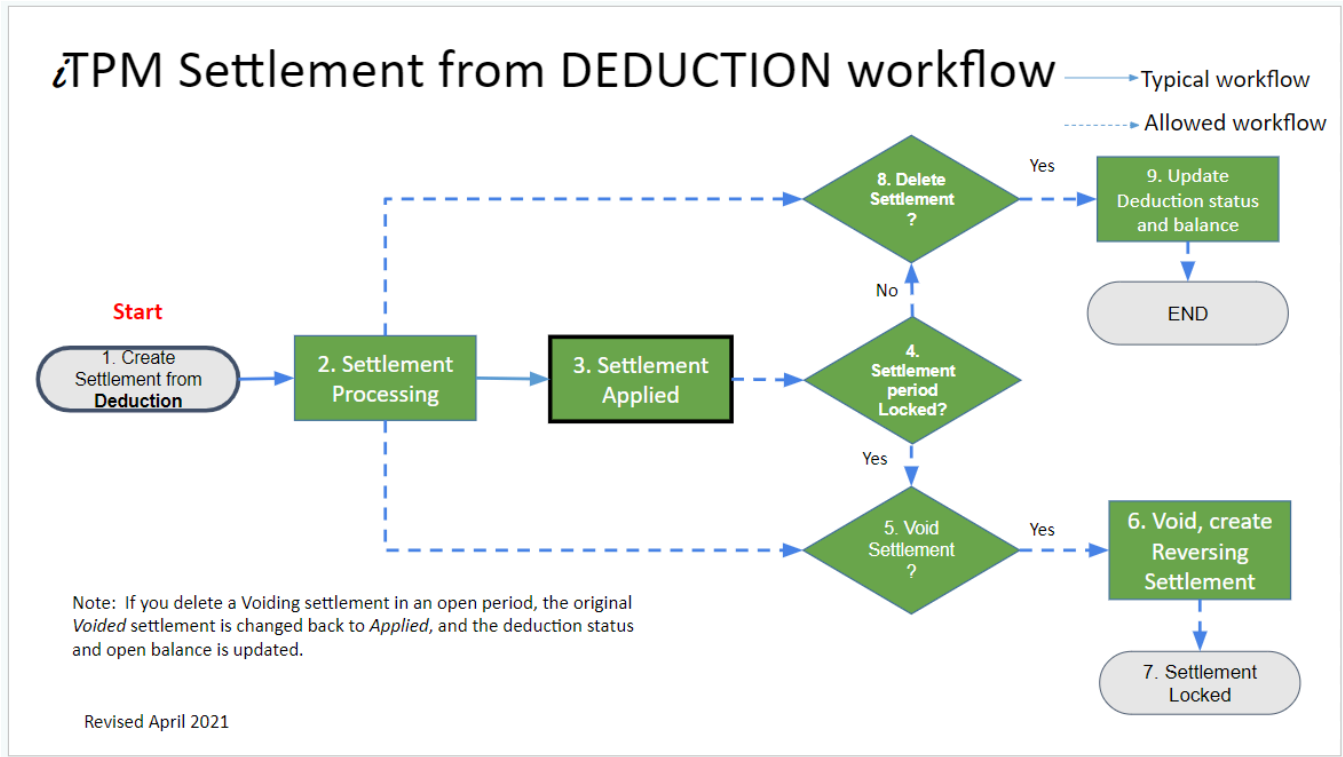 iTPM Settlement from DEDUCTION workflow
Typical workflow
Allowed workflow
8. Delete
Settlement
?
Yes
9. Update
Deduction status
and balance
No
END
Start
1. Create
Settlement from
Deduction
2. Settlement
Processing
3. Settlement
Applied
4.
Settlement
period
Locked?
Yes
5. Void
Settlement
?
Yes
6. Void, create
Reversing
Settlement
7. Settlement
Locked
Note:  If you delete a Voiding settlement in an open period, the original
Voided settlement is changed back to Applied, and the deduction status
and open balance is updated.
Revised April 2021